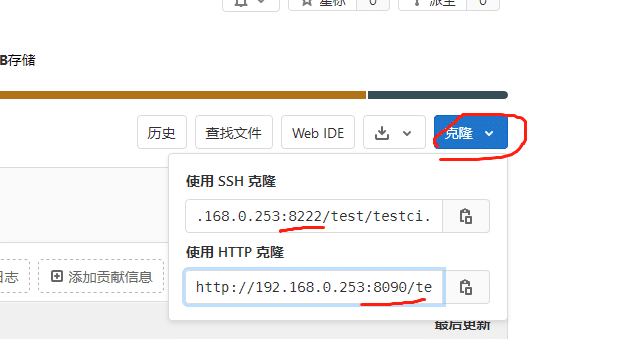 星标 0 派生 0
B存储
历史 查找文件 Web IDE 克隆
使用 SSH 克隆
.168.0.253:8222/test/testci.
使用 HTTP 克隆
http://192.168.0.253:8090/te
日志 添加贡献信息
最后更新